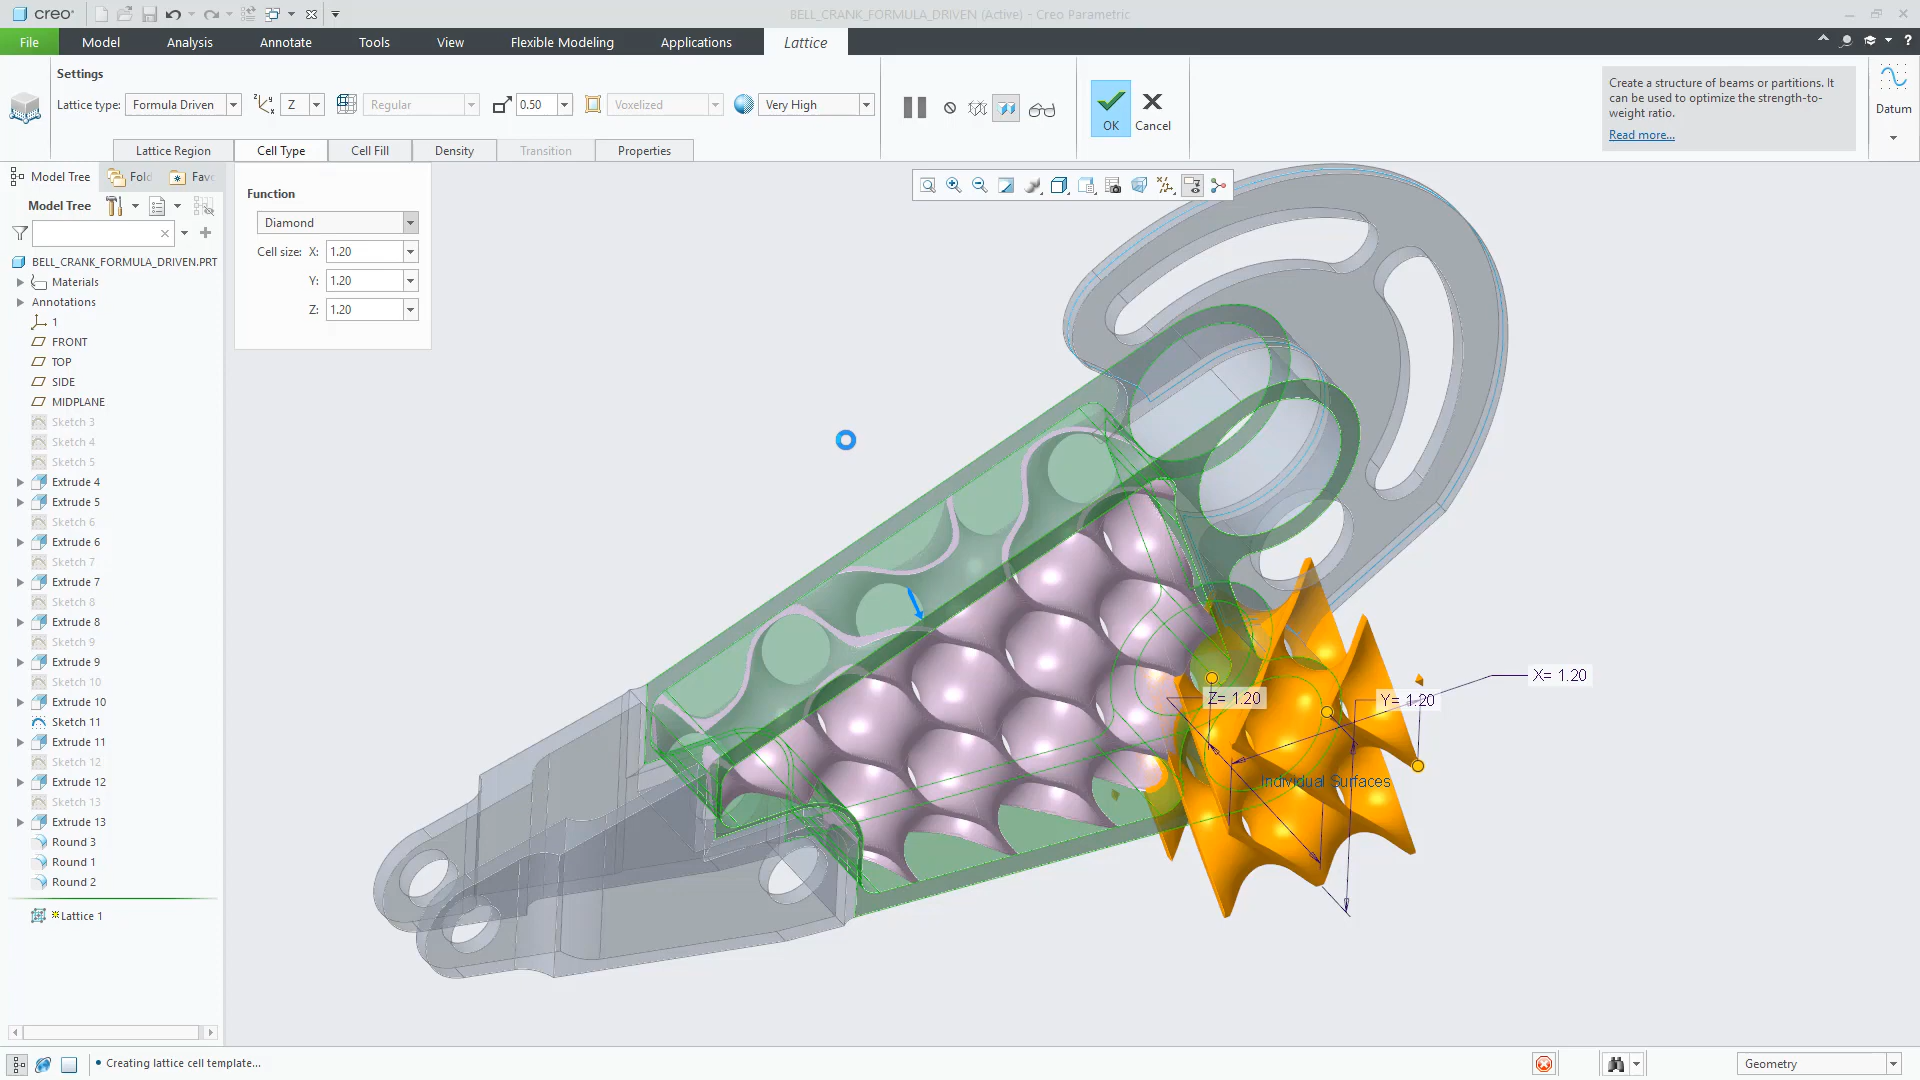 creo
BELL_CRANK_FORMULA_DRIVEN (Active) - Creo Parametric
File Model Analysis Annotate Tools View Flexible Modeling Applications Lattice
Settings
Lattice type: Formula Driven Z Regular 0.50 Voxelized Very High
OK Cancel
Create a structure of beams or partitions. It
can be used to optimize the strength-to-
weight ratio.
Read more...
Datum
Lattice Region Cell Type Cell Fill Density Transition Properties
Model Tree Fold Fav
Model Tree
Function
Diamond
Cell size: X: 1.20
Y: 1.20
Z: 1.20
BELL_CRANK_FORMULA_DRIVEN.PRT
Materials
Annotations
1
FRONT
TOP
SIDE
MIDPLANE
Sketch 3
Sketch 4
Sketch 5
Extrude 4
Extrude 5
Sketch 6
Extrude 6
Sketch 7
Extrude 7
Sketch 8
Extrude 8
Sketch 9
Extrude 9
Sketch 10
Extrude 10
Sketch 11
Extrude 11
Sketch 12
Extrude 12
Sketch 13
Extrude 13
Round 3
Round 1
Round 2
Lattice 1
X= 1.20
Z= 1.20
Y= 1.20
Individual Surfaces
Creating lattice cell template...
Geometry